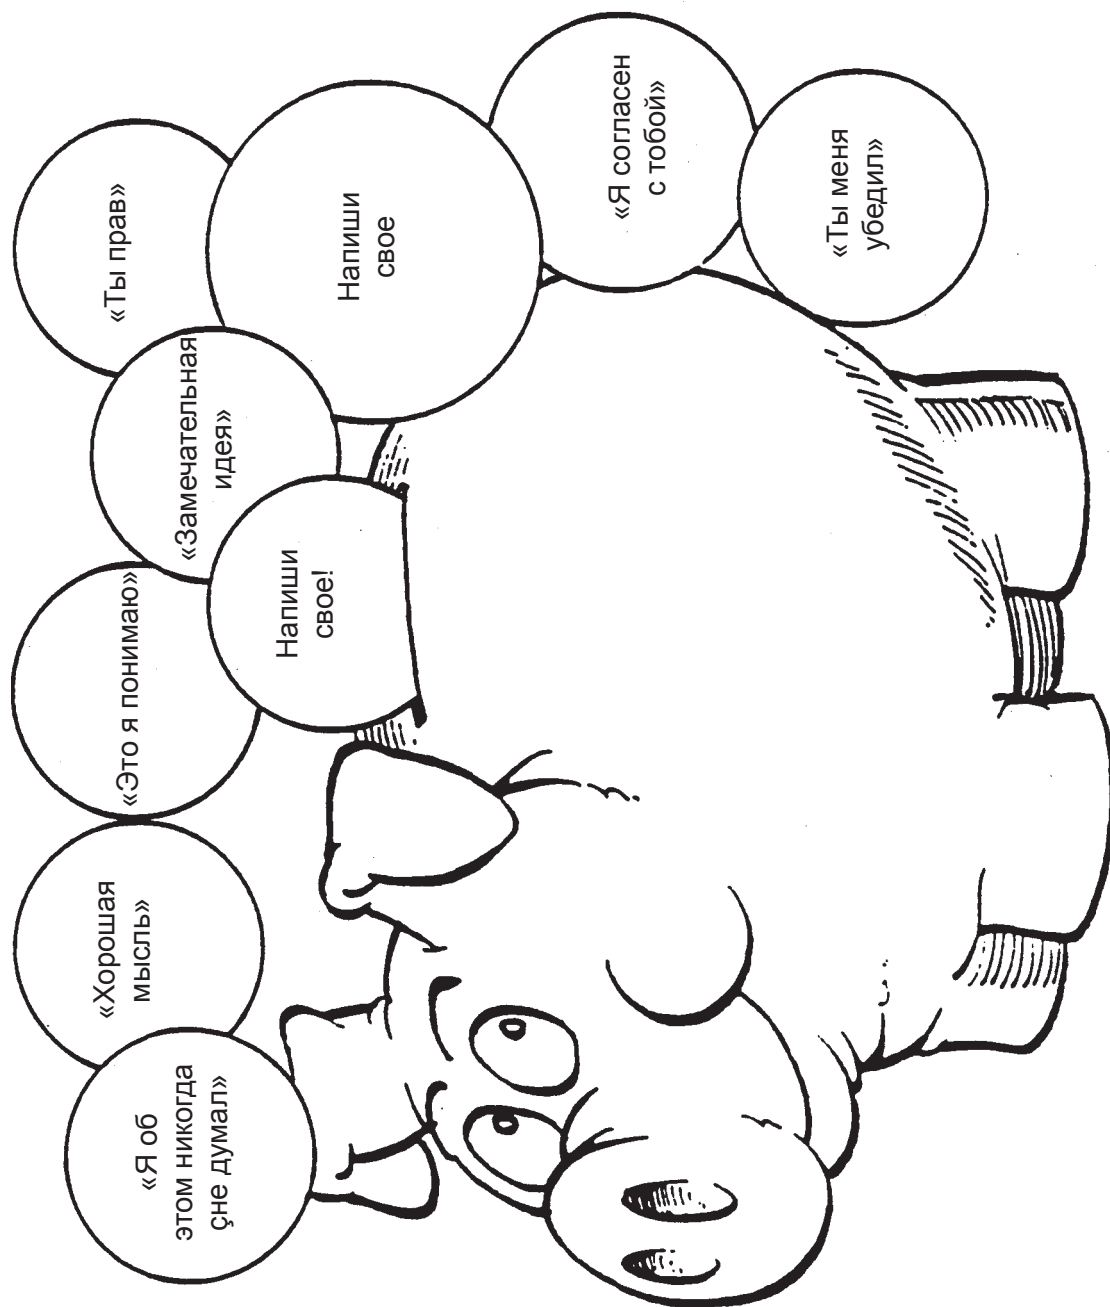 «Я об
этом никогда
çне думал»
«Хорошая
мысль»
«Это я понимаю»
Напиши
свое!
«Замечательная
идея»
«Ты прав»
Напиши
свое
«Я согласен
с тобой»
«Ты меня
убедил»